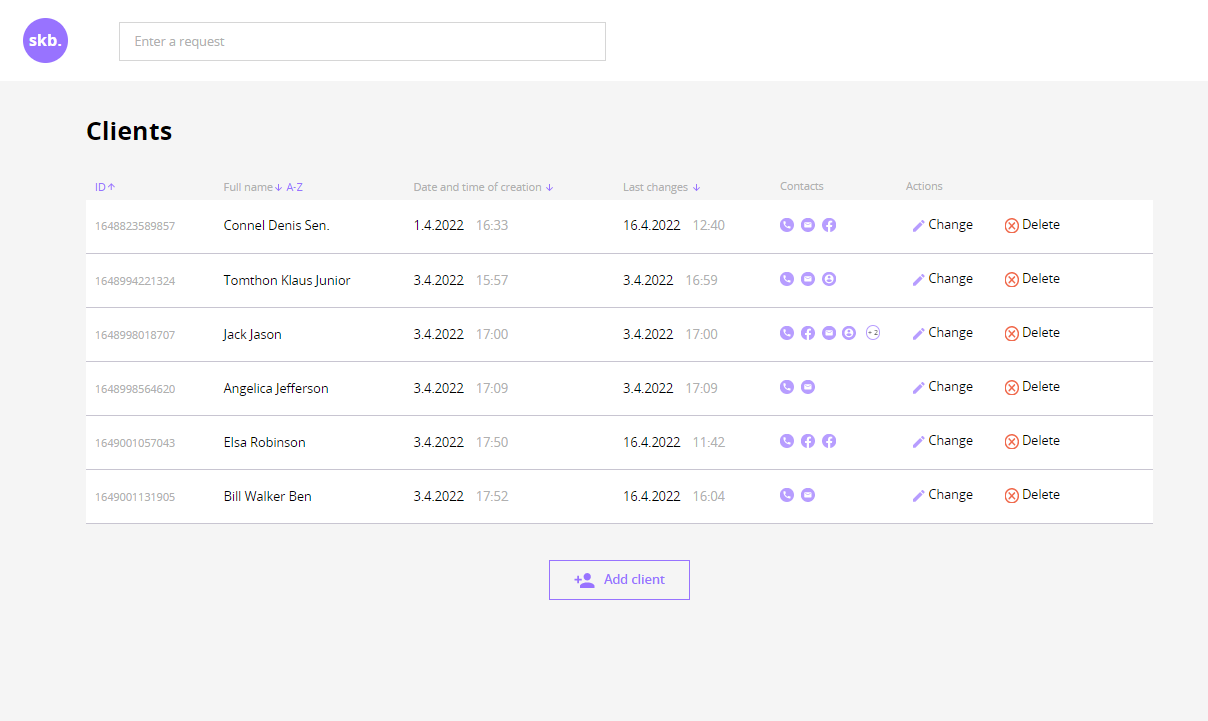 skb.
Enter a request
Clients
ID↑ Full name↓ A-Z Date and time of creation ↓ Last changes ↓ Contacts Actions
1648823589857 Connel Denis Sen. 1.4.2022 16:33 16.4.2022 12:40 Change Delete
1648994221324 Tomthon Klaus Junior 3.4.2022 15:57 3.4.2022 16:59 Change Delete
1648998018707 Jack Jason 3.4.2022 17:00 3.4.2022 17:00 +2 Change Delete
1648998564620 Angelica Jefferson 3.4.2022 17:09 3.4.2022 17:09 Change Delete
1649001057043 Elsa Robinson 3.4.2022 17:50 16.4.2022 11:42 Change Delete
1649001131905 Bill Walker Ben 3.4.2022 17:52 16.4.2022 16:04 Change Delete
Add client